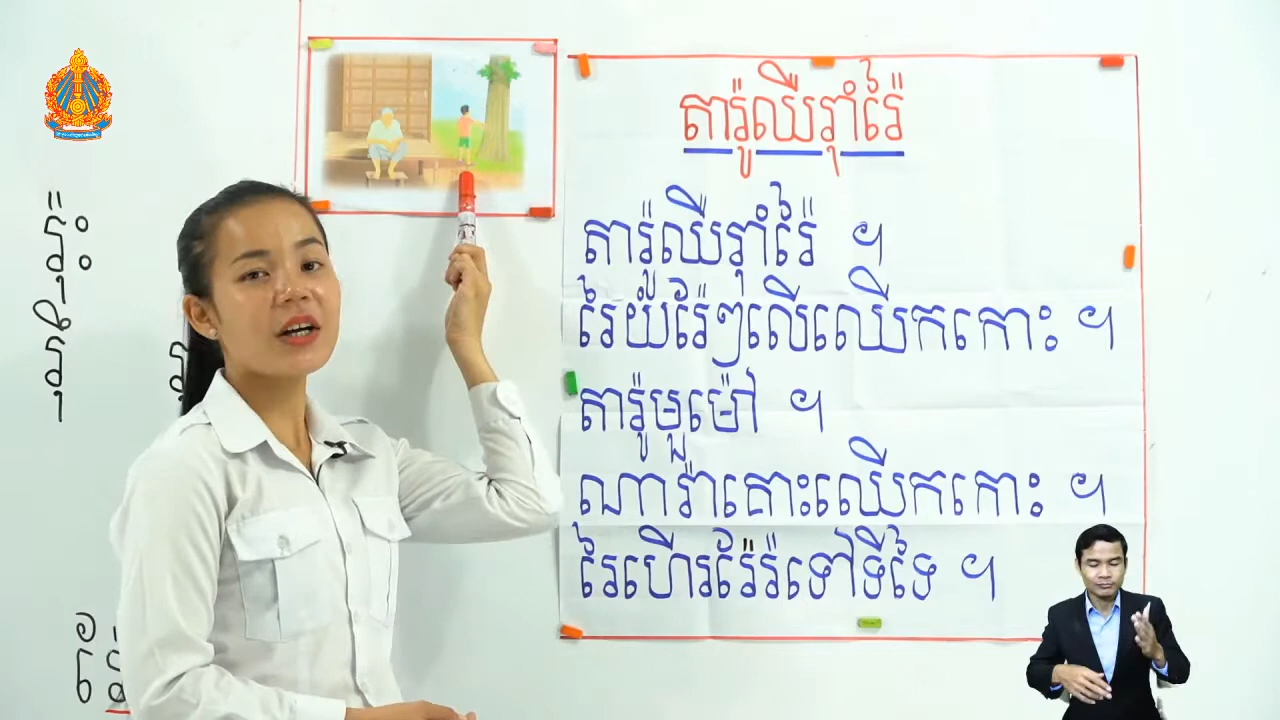 តារ៉ូឈឺរ៉ាំរ៉ៃ
តារ៉ូឈឺរ៉ាំរ៉ៃ ។
រៃយំរ៉ែៗលើឈើកកោះ ។
តារ៉ូមួម៉ៅ ។
ណារ៉ាគោះឈើកកោះ ។
រៃហើររ៉ែរ៉ទៅទីទៃ ។